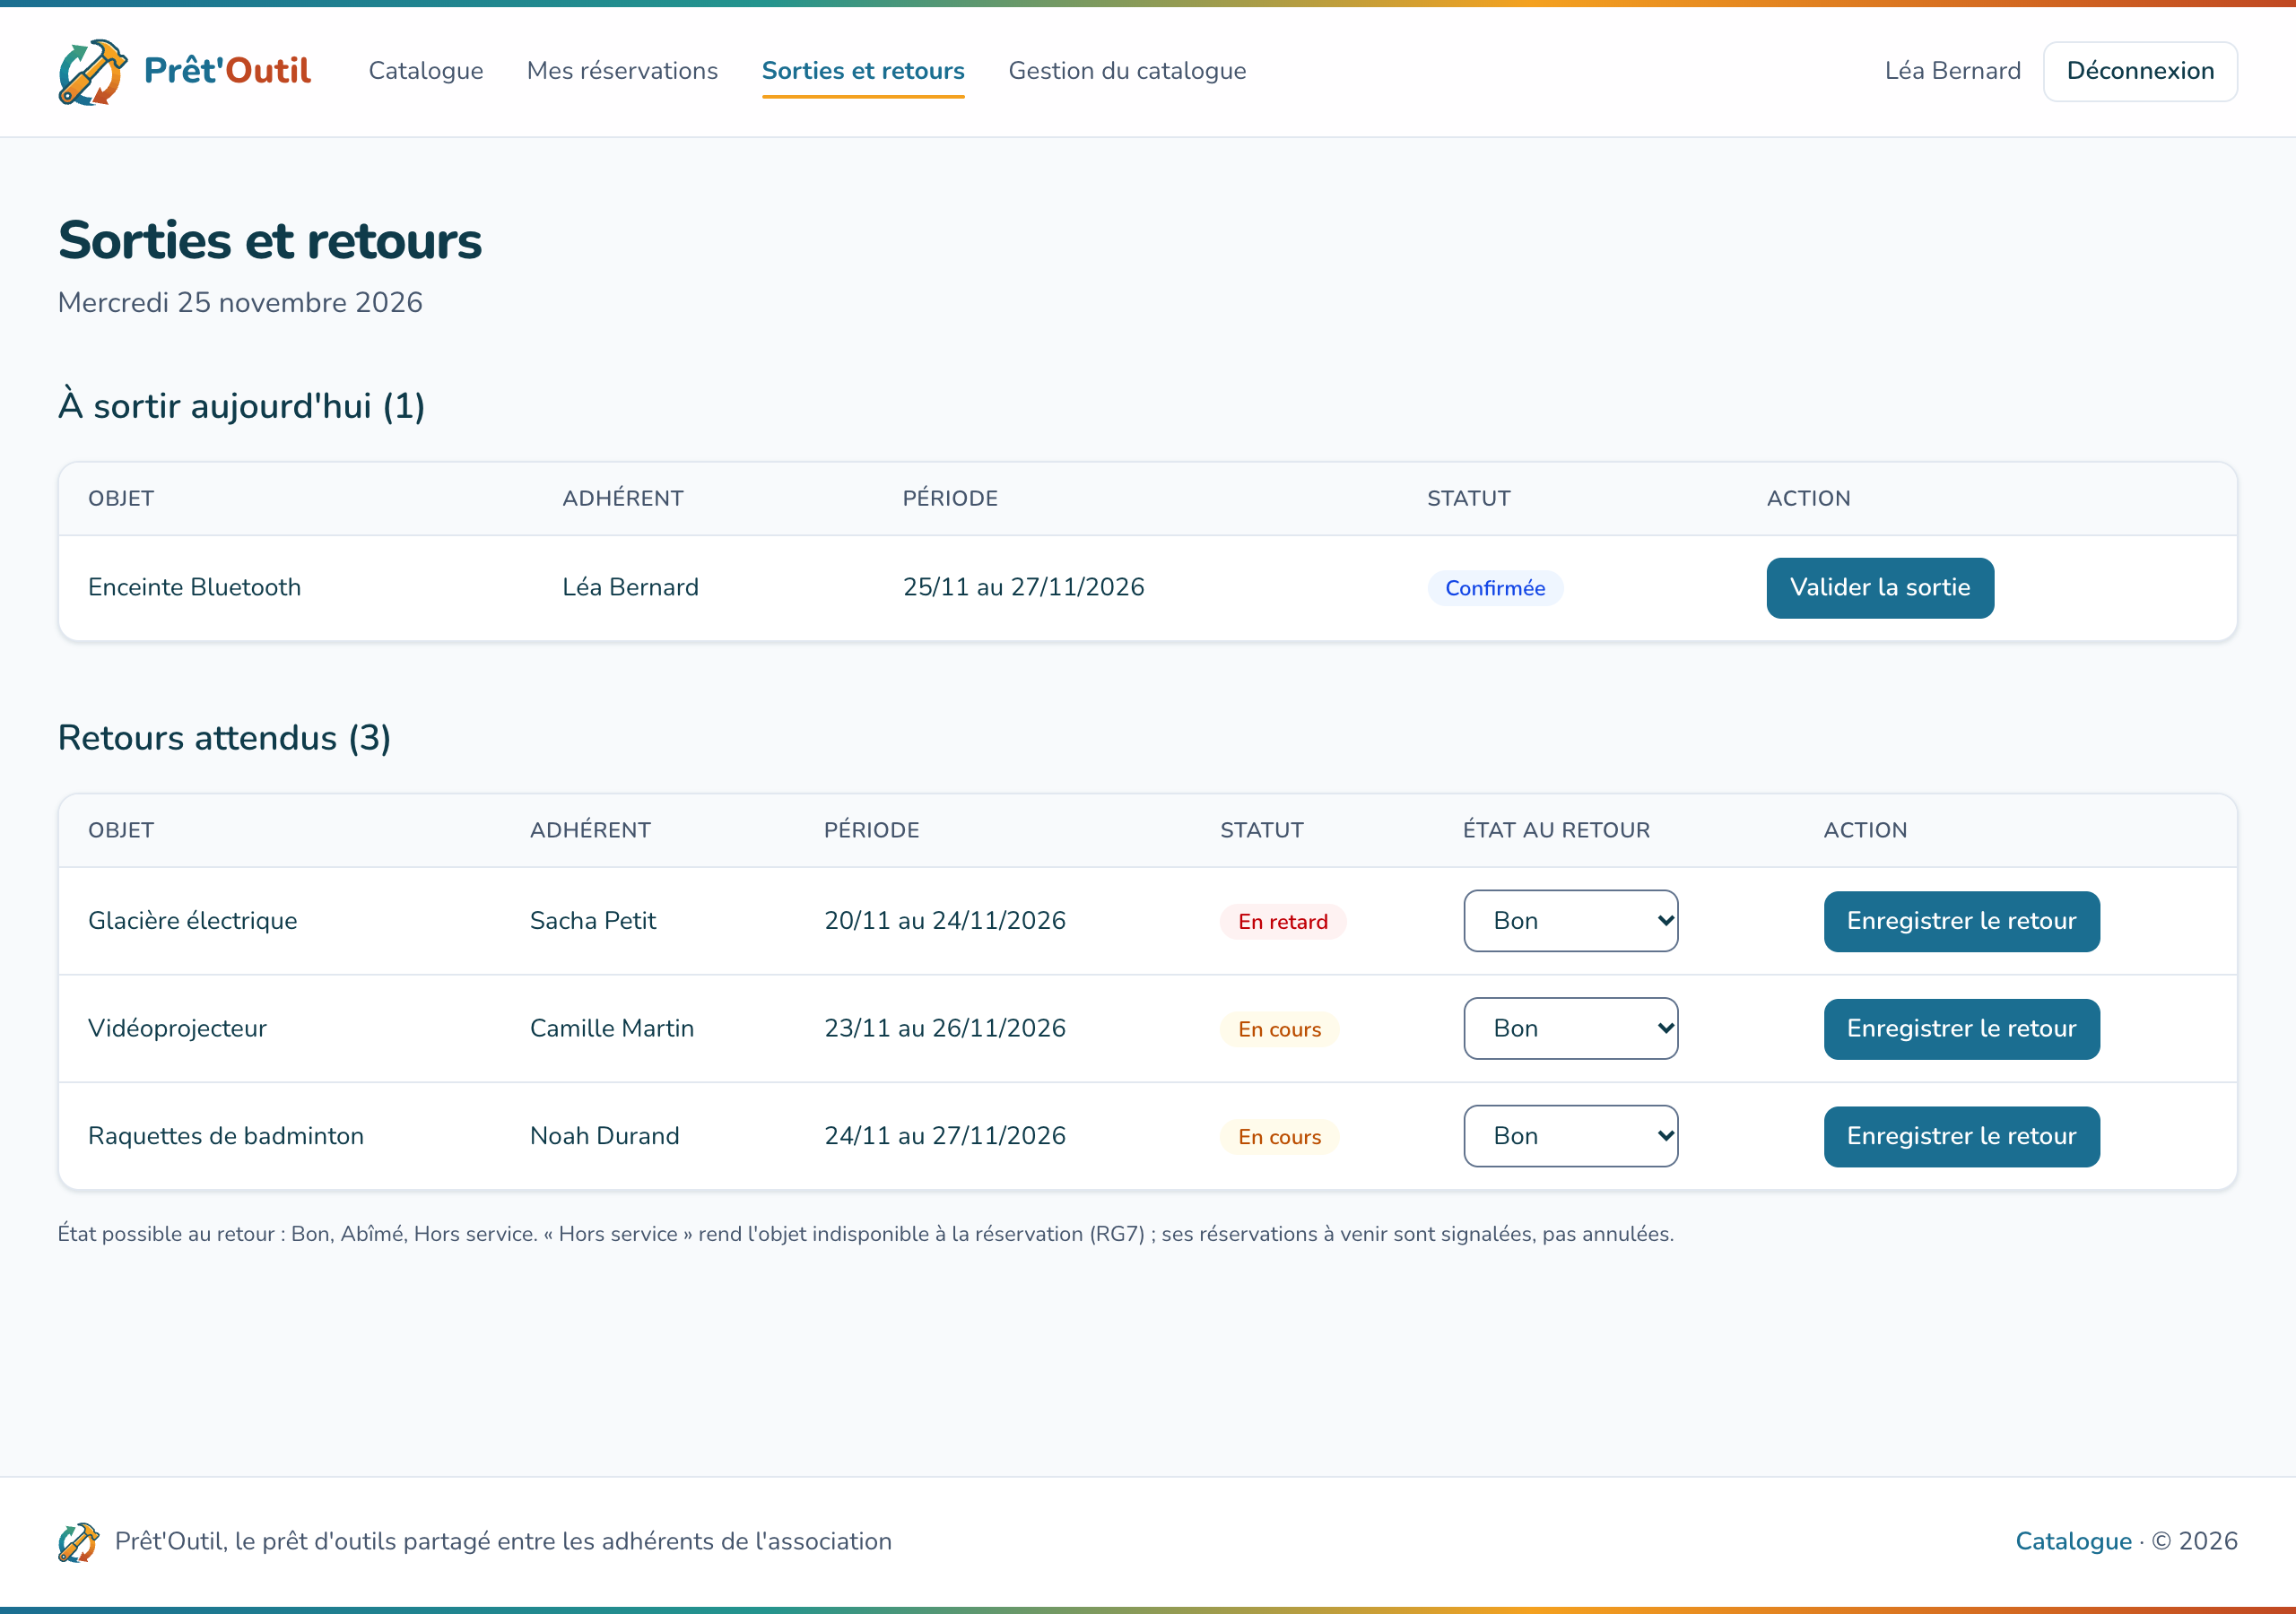 Prêt'Outil Catalogue Mes réservations Sorties et retours Gestion du catalogue Léa Bernard Déconnexion
Sorties et retours
Mercredi 25 novembre 2026
À sortir aujourd'hui (1)
OBJET ADHÉRENT PÉRIODE STATUT ACTION
Enceinte Bluetooth Léa Bernard 25/11 au 27/11/2026 Confirmée Valider la sortie
Retours attendus (3)
OBJET ADHÉRENT PÉRIODE STATUT ÉTAT AU RETOUR ACTION
Glacière électrique Sacha Petit 20/11 au 24/11/2026 En retard Bon Enregistrer le retour
Vidéoprojecteur Camille Martin 23/11 au 26/11/2026 En cours Bon Enregistrer le retour
Raquettes de badminton Noah Durand 24/11 au 27/11/2026 En cours Bon Enregistrer le retour
État possible au retour : Bon, Abîmé, Hors service. « Hors service » rend l'objet indisponible à la réservation (RG7) ; ses réservations à venir sont signalées, pas annulées.
Prêt'Outil, le prêt d'outils partagé entre les adhérents de l'association Catalogue · © 2026